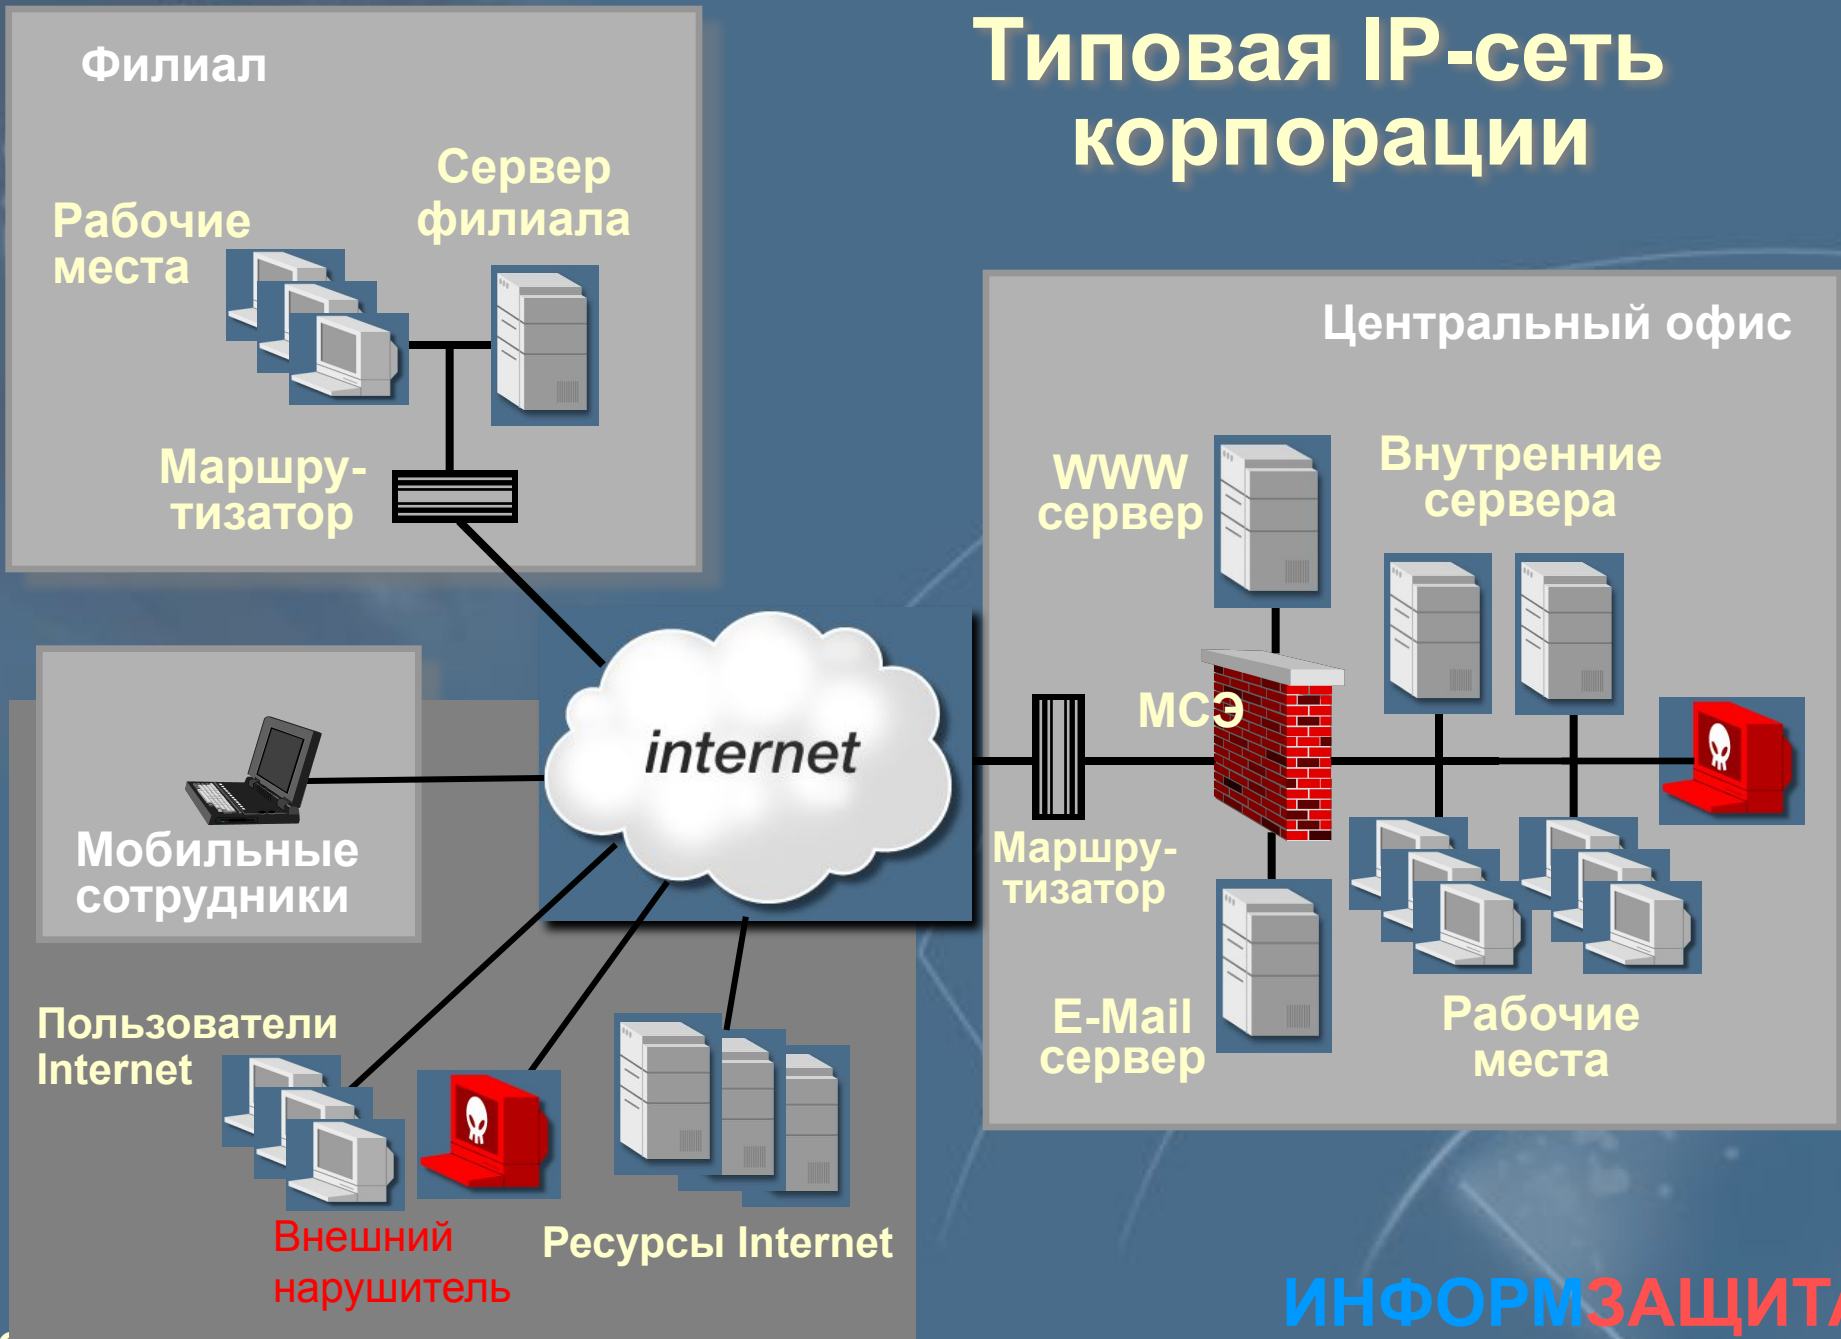 Типовая IP-сеть
корпорации
Филиал
Сервер
филиала
Рабочие
места
Маршру-
тизатор
Центральный офис
WWW
сервер
Внутренние
сервера
МСЭ
internet
Маршру-
тизатор
Мобильные
сотрудники
E-Mail
сервер
Рабочие
места
Пользователи
Internet
Внешний
нарушитель
Ресурсы Internet
ИНФОРМЗАЩИТА